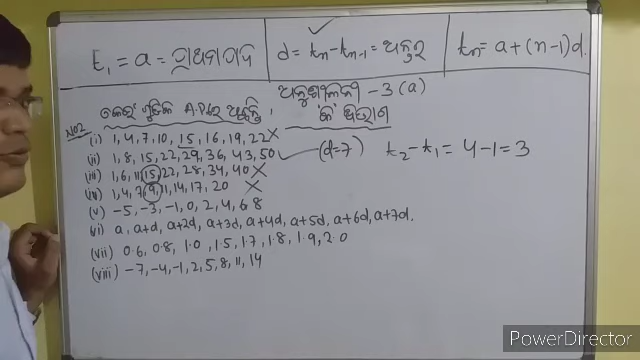 t₁ = a = ପ୍ରଥମ ପଦ
d = tₙ - tₙ₋₁ = ଅନ୍ତର
tₙ = a + (n-1)d.
ଅନୁଶୀଳନୀ - 3(a)
'କ' ବିଭାଗ
No2 କେଉଁ ଗୁଡିକ A.P.ରେ ଅଛନ୍ତି,
(i) 1, 4, 7, 10, 15, 16, 19, 22 X
(ii) 1, 8, 15, 22, 29, 36, 43, 50 ✓ (d=7) t₂ - t₁ = 4 - 1 = 3
(iii) 1, 6, 11, 15, 22, 28, 34, 40 X
(iv) 1, 4, 7, 9, 11, 14, 17, 20 X
(v) -5, -3, -1, 0, 2, 4, 6, 8
(vi) a, a+d, a+2d, a+3d, a+4d, a+5d, a+6d, a+7d.
(vii) 0.6, 0.8, 1.0, 1.5, 1.7, 1.8, 1.9, 2.0
(viii) -7, -4, -1, 2, 5, 8, 11, 14
PowerDirector